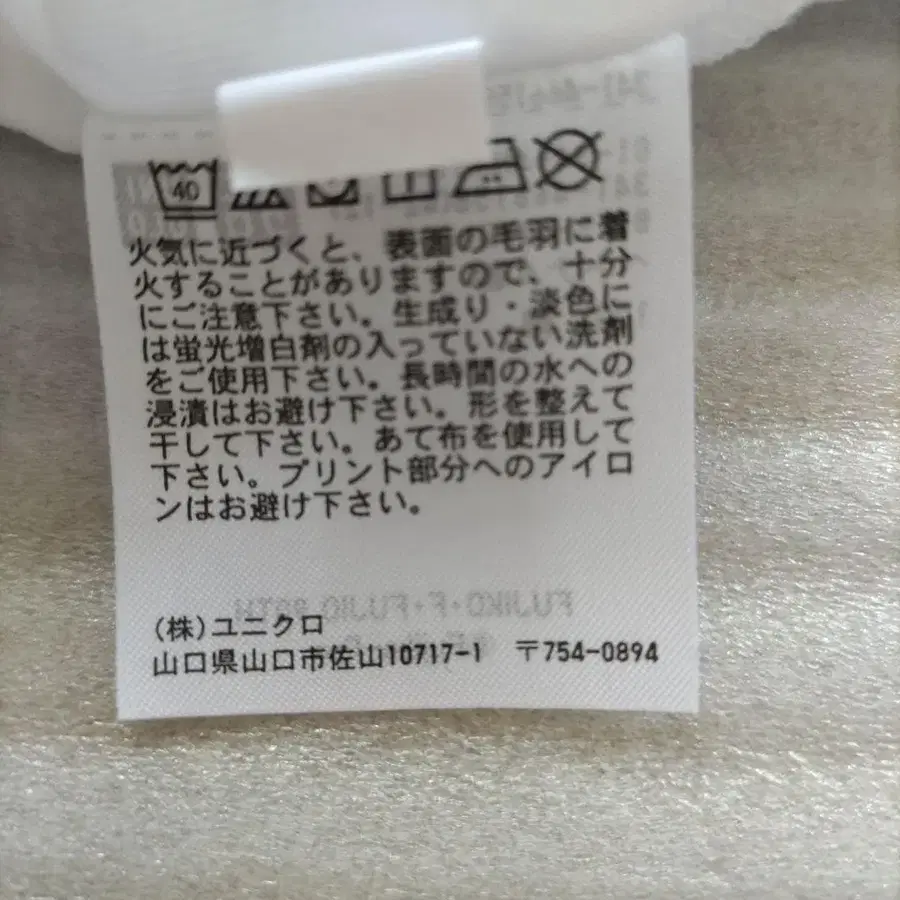 40
火気に近づくと、表面の毛羽に着
火することがありますので、十分
にご注意下さい。生成り・淡色に
は蛍光増白剤の入っていない洗剤
をご使用下さい。長時間の水への
浸漬はお避け下さい。形を整えて
干して下さい。あて布を使用して
下さい。プリント部分へのアイロ
ンはお避け下さい。
FUJIKO・F・FUJIO 90TH
(株)ユニクロ
山口県山口市佐山10717-1 〒754-0894